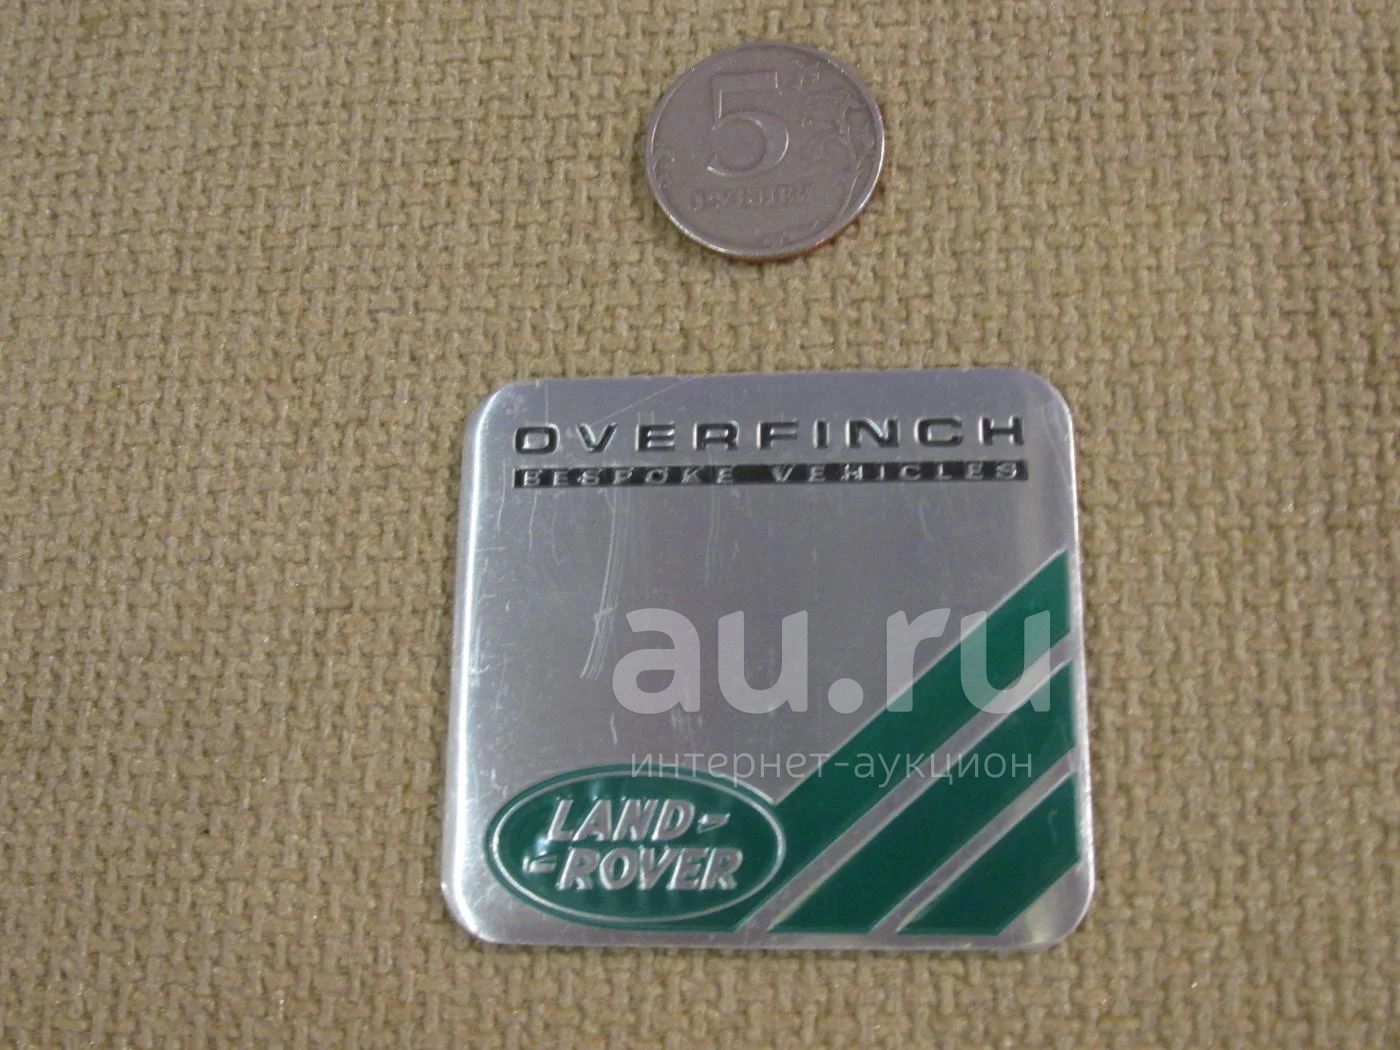 5
РУБЛЕЙ
OVERFINCH
BESPOKE VEHICLES
au.ru
интернет-аукцион
LAND-
-ROVER